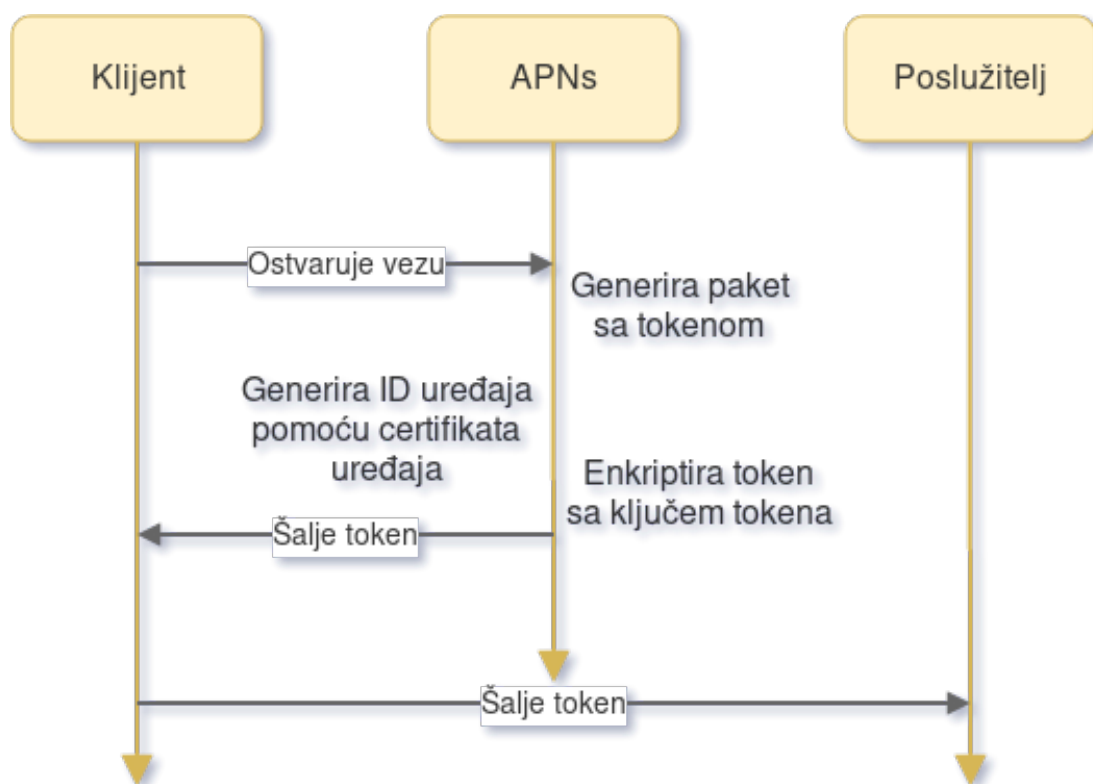 Klijent
APNs
Poslužitelj
Ostvaruje vezu
Generira paket
sa tokenom
Generira ID uređaja
pomoću certifikata
uređaja
Enkriptira token
sa ključem tokena
Šalje token
Šalje token